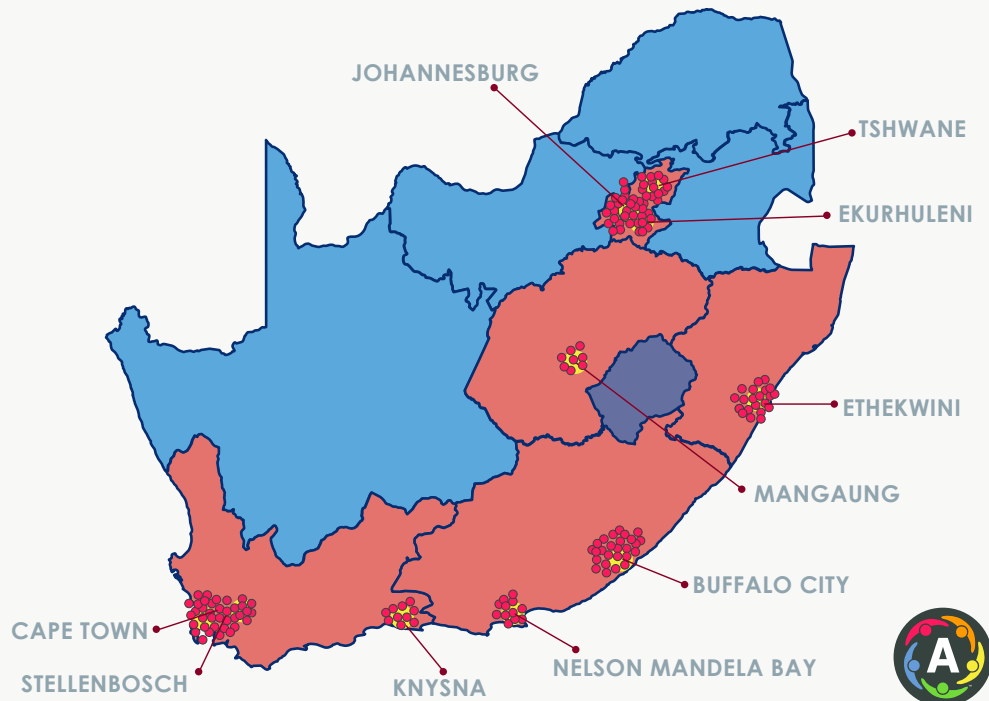 JOHANNESBURG
TSHWANE
EKURHULENI
ETHEKWINI
MANGAUNG
BUFFALO CITY
CAPE TOWN
NELSON MANDELA BAY
STELLENBOSCH
KNYSNA
A